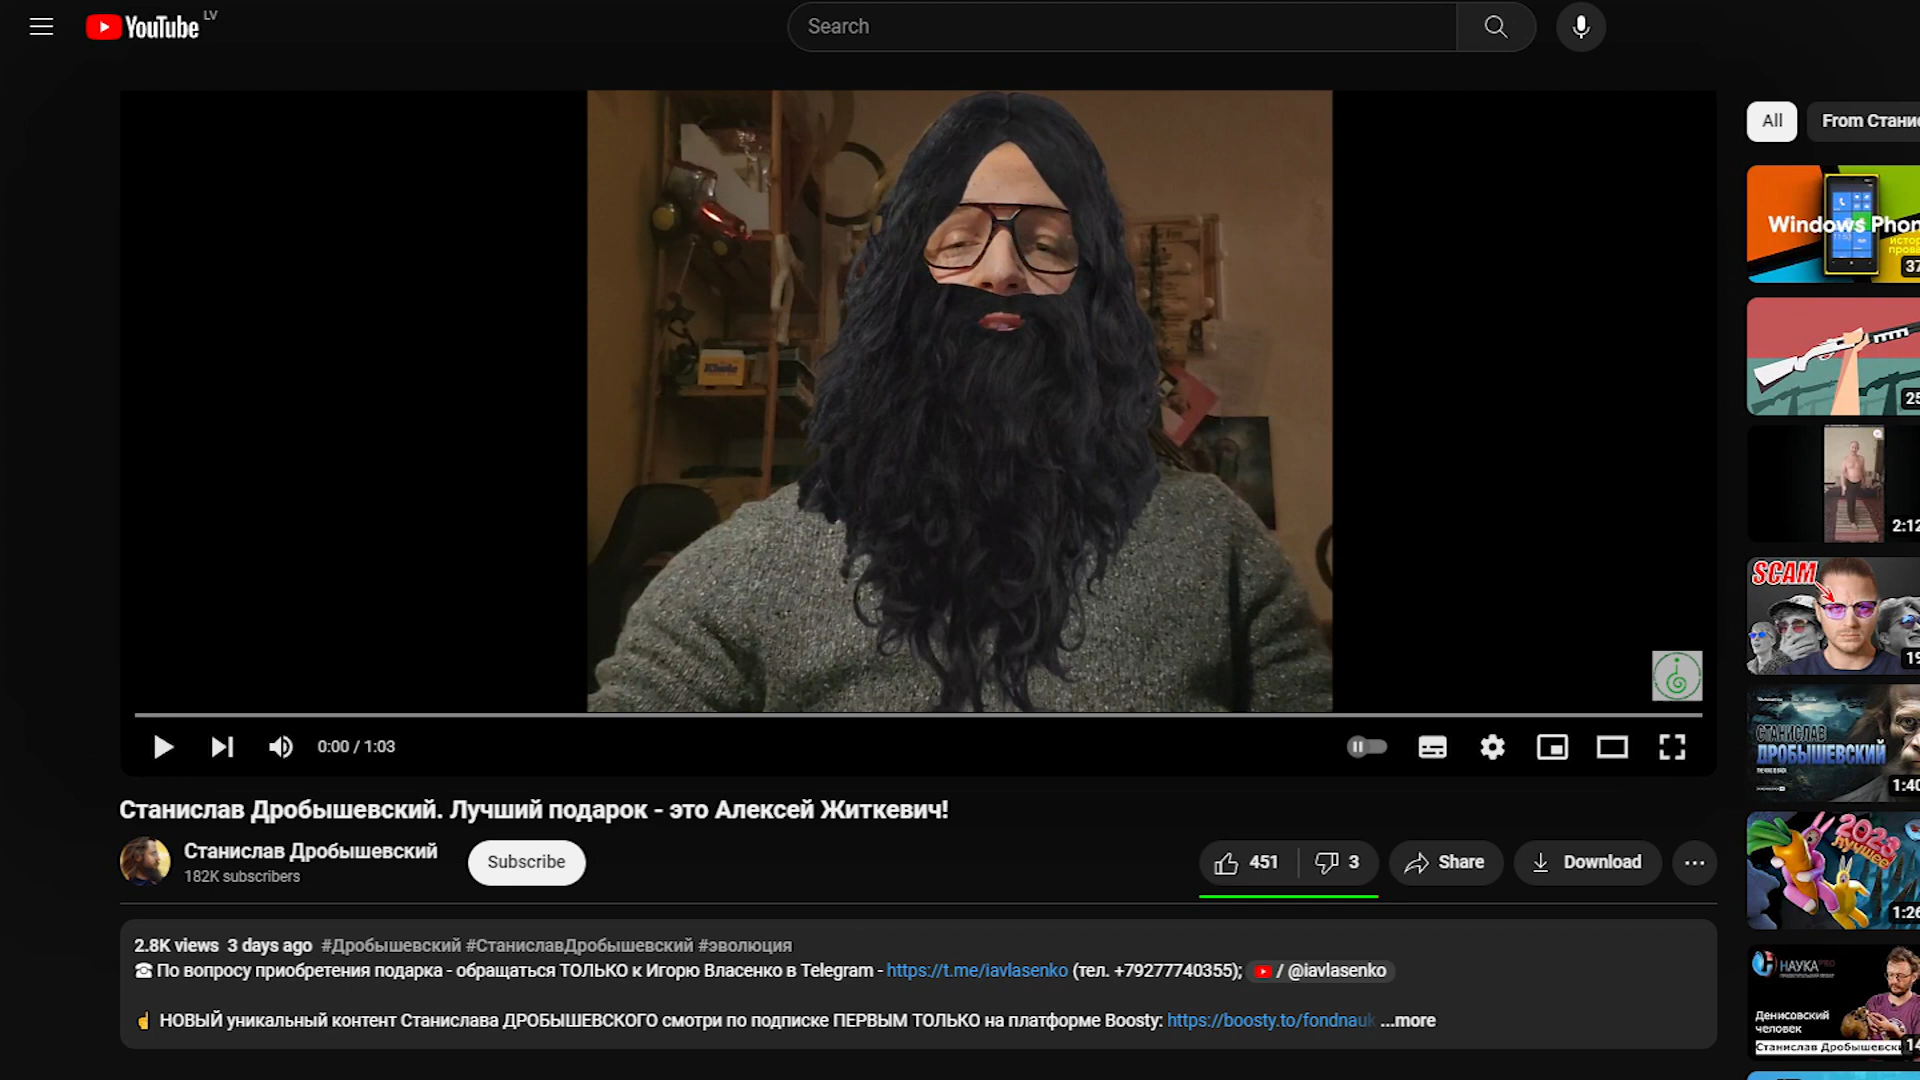 YouTube LV
Search
All
From Стани
Khole
Windows Phon
истор
37
25
2:12
SCAM
19
СТАНИСЛАВ
ДРОБЫШЕВСКИЙ
1:40
2023
лучшее
1:26
НАУКА PRO
Денисовский
человек
Станислав Дробышевски
14
0:00 / 1:03
Станислав Дробышевский. Лучший подарок - это Алексей Житкевич!
Станислав Дробышевский
182K subscribers
Subscribe
451
3
Share
Download
2.8K views 3 days ago #Дробышевский #СтаниславДробышевский #эволюция
☎ По вопросу приобретения подарка - обращаться ТОЛЬКО к Игорю Власенко в Telegram - https://t.me/iavlasenko (тел. +79277740355); / @iavlasenko
☝ НОВЫЙ уникальный контент Станислава ДРОБЫШЕВСКОГО смотри по подписке ПЕРВЫМ ТОЛЬКО на платформе Boosty: https://boosty.to/fondnauk ...more